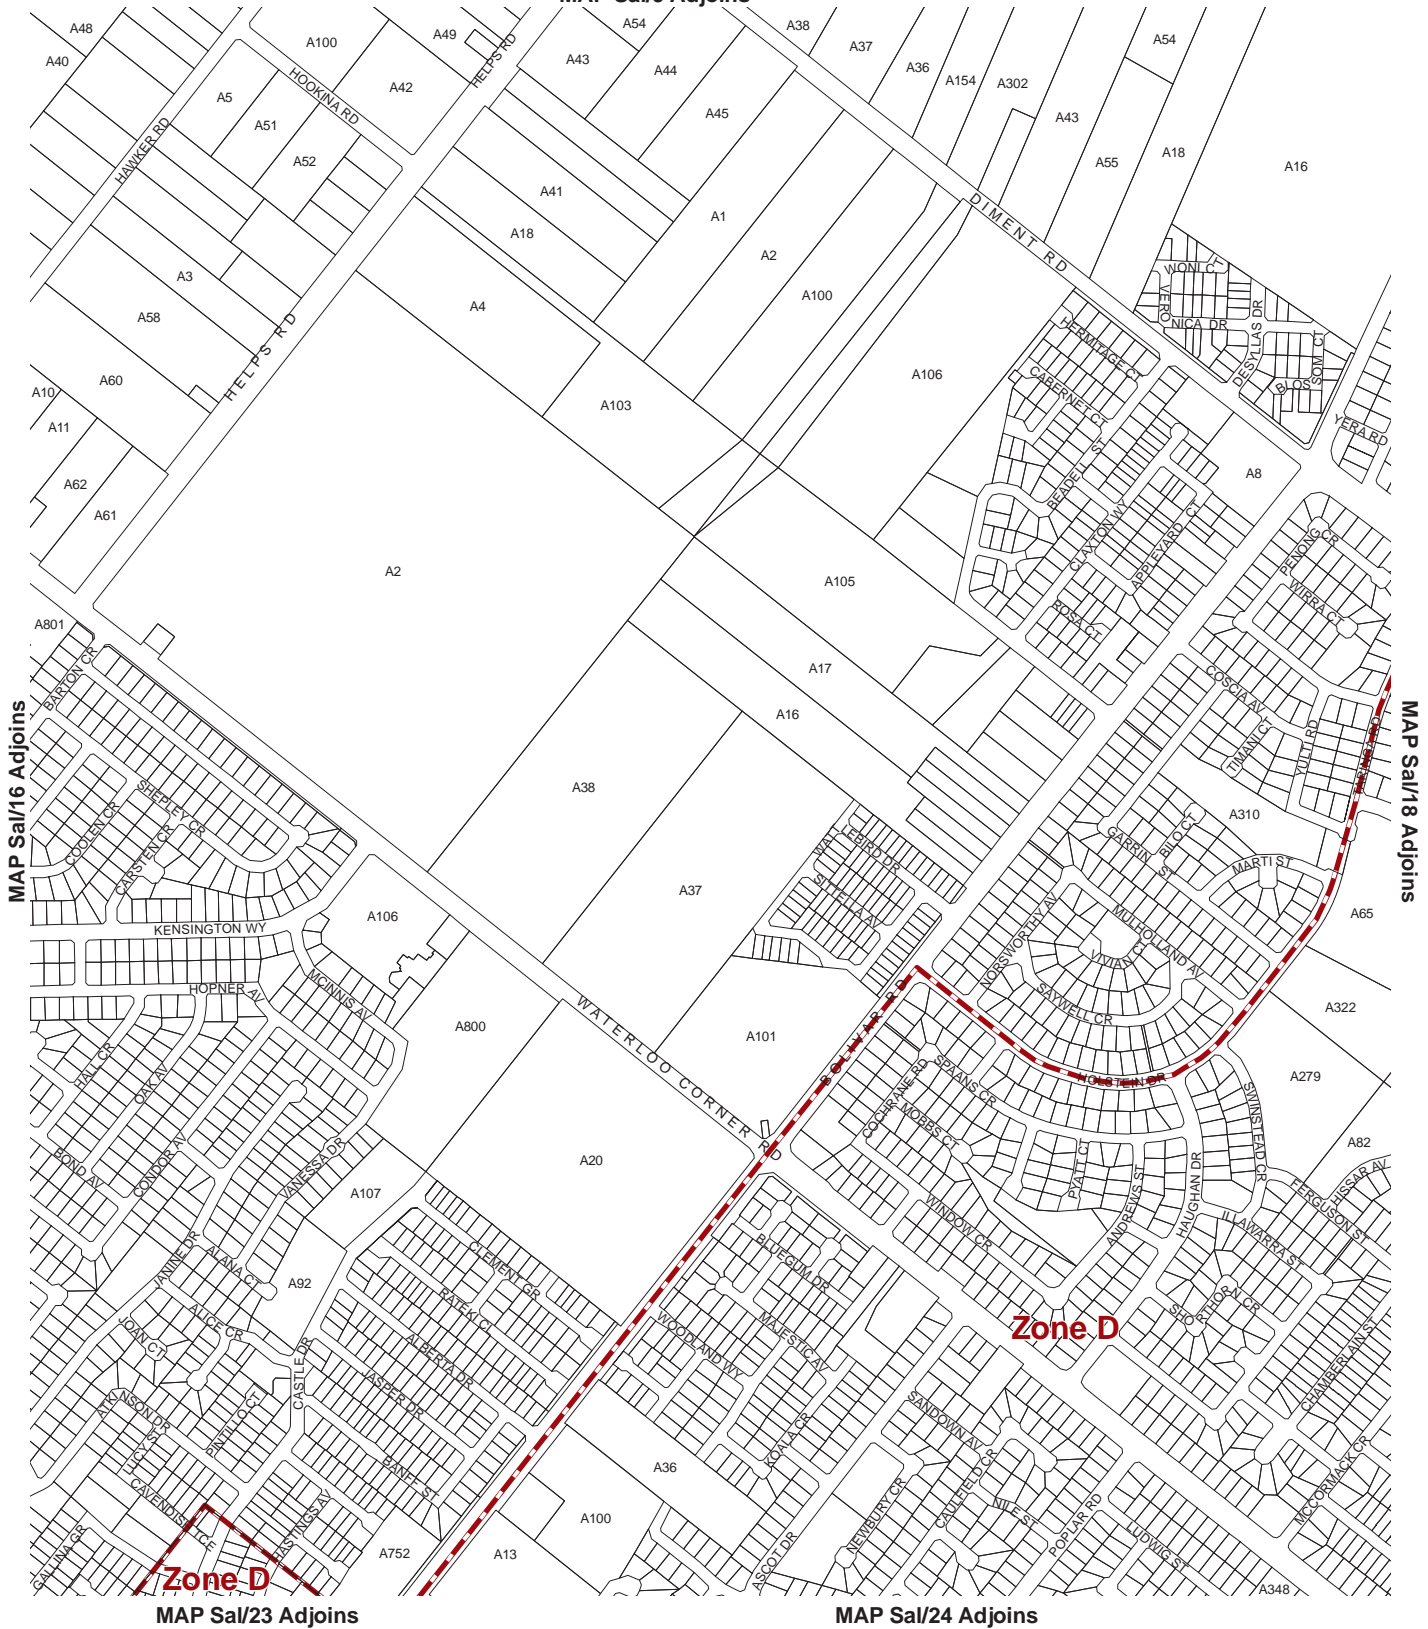 A48
A40
A100
A49
A42
HELPS RD
HOOKINA RD
HAWKER RD
A5
A51
A52
A43
A54
A44
A45
A38
A37
A36
A154
A302
A43
A54
A55
A18
A16
A41
A18
A1
A2
A100
DIMENT RD
A3
A58
A60
A10
A11
A62
A61
HELPS RD
A4
A103
A106
WONI CT
VERO
NICA DR
DESYLLAS DR
BLOS
SOM CT
YERA RD
HERMITAGE CT
CABERNET CT
BEADELL ST
CLAXTON WY
APPLEYARD CT
ROSA CT
A8
PENONG CR
WIRRA CT
A2
A105
A17
A16
A801
BARTON CR
COSCIA AV
TIMANI CT
YULTI RD
A310
BILO CT
GARRIN ST
MARTI ST
A65
MAP Sal/16 Adjoins
MAP Sal/18 Adjoins
SHEPLEY CR
COOLEN CR
CARSTEN CR
KENSINGTON WY
A38
A37
WATT
LEBIRD DR
SITTELLA AV
NORSWORTHY AV
MULHOLLAND AV
VIVIAN CT
SAYWELL CR
A106
HOPNER AV
MCINNIS AV
A800
WATERLOO CORNER RD
A101
BOLIVAR RD
A322
A279
A82
HALL CR
OAK AV
BOND AV
CONDOR AV
VANESSA DR
A20
A107
HOLSTEIN DR
SPAANS CR
COCHRANE RD
MOBBS CT
PYATT CT
ANDREWS ST
HAUGHAN DR
SWINSTEAD CR
HISSAR AV
FERGUSON ST
ILLAWARRA ST
WINDOW CR
JANINE DR
ALANA CT
A92
ALICE CR
JOAN CT
CLEMENT GR
RATEKI CL
ALBERTA DR
JASPER DR
CASTLE DR
BLUEGUM DR
MAJESTIC AV
WOODLAND WY
Zone D
SHO
RTHORN CR
CHAMBERLAIN ST
ATKINSON DR
LUCY ST
PINTILLO CT
CAVENDISH TCE
BANFF ST
HASTINGS AV
GALLINA GR
KOALA CR
SANDOWN AV
CAULFIELD CR
NEWBURY CR
NILE ST
POPLAR RD
LUDWIG ST
MCCORMACK CR
ASCOT DR
A36
A100
A13
A752
A348
Zone D
MAP Sal/23 Adjoins
MAP Sal/24 Adjoins